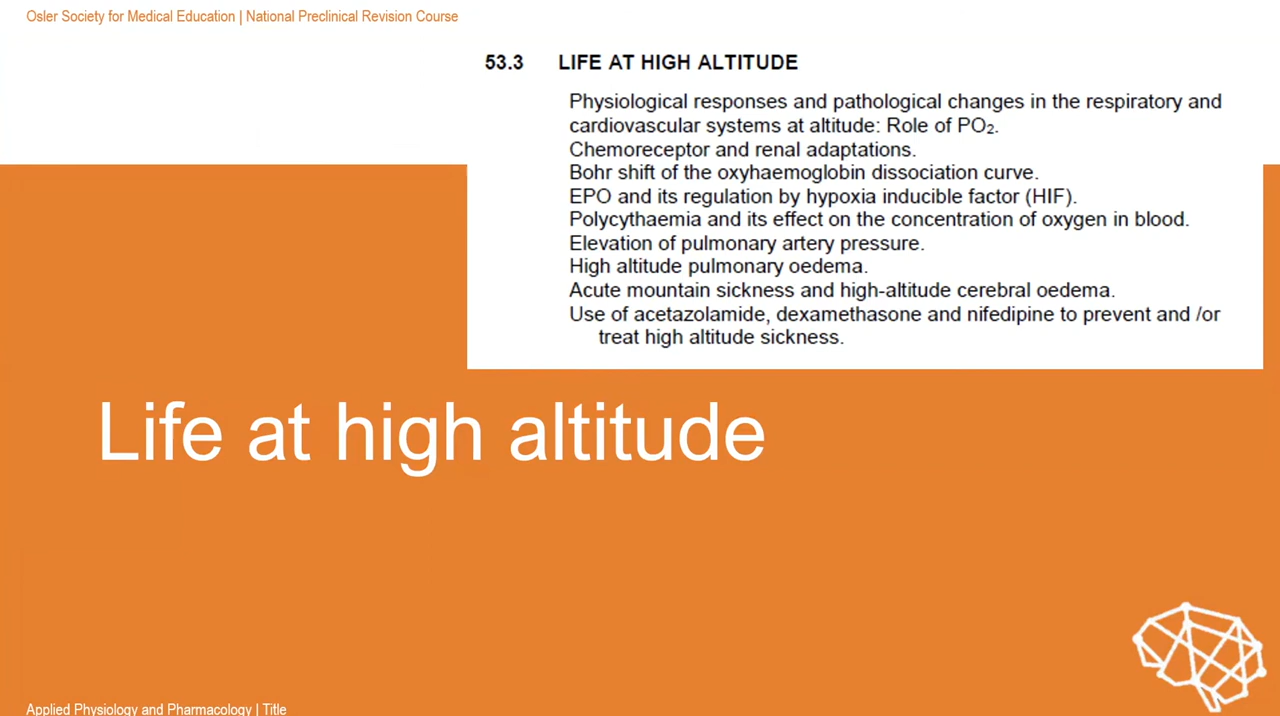 Osler Society for Medical Education | National Preclinical Revision Course
53.3 LIFE AT HIGH ALTITUDE
Physiological responses and pathological changes in the respiratory and
cardiovascular systems at altitude: Role of PO₂.
Chemoreceptor and renal adaptations.
Bohr shift of the oxyhaemoglobin dissociation curve.
EPO and its regulation by hypoxia inducible factor (HIF).
Polycythaemia and its effect on the concentration of oxygen in blood.
Elevation of pulmonary artery pressure.
High altitude pulmonary oedema.
Acute mountain sickness and high-altitude cerebral oedema.
Use of acetazolamide, dexamethasone and nifedipine to prevent and /or
treat high altitude sickness.
Life at high altitude
Applied Physiology and Pharmacology | Title